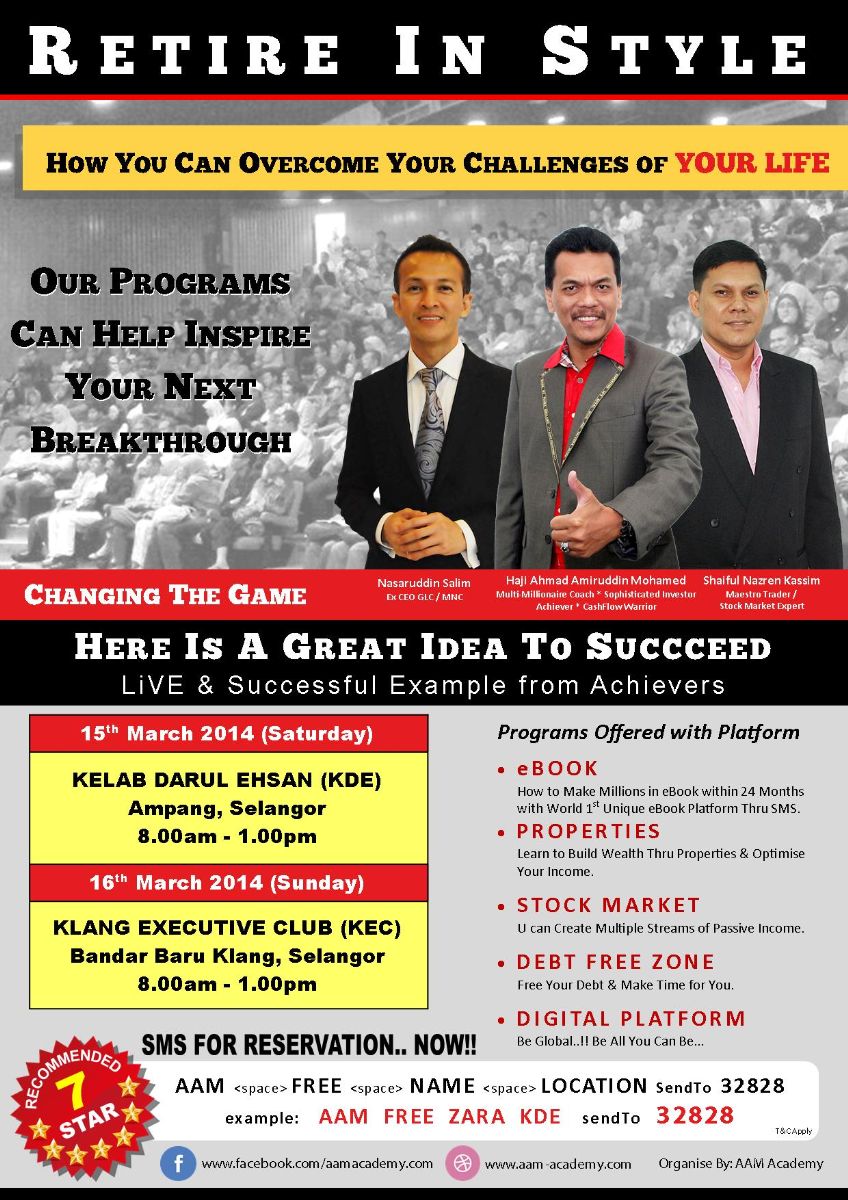 RETIRE IN STYLE
HOW YOU CAN OVERCOME YOUR CHALLENGES OF YOUR LIFE
OUR PROGRAMS
CAN HELP INSPIRE
YOUR NEXT
BREAKTHROUGH
CHANGING THE GAME
Nasaruddin Salim
Ex CEO GLC / MNC
Haji Ahmad Amiruddin Mohamed
Multi-Millionaire Coach * Sophisticated Investor
Achiever * CashFlow Warrior
Shaiful Nazren Kassim
Maestro Trader /
Stock Market Expert
HERE IS A GREAT IDEA TO SUCCCEED
LiVE & Successful Example from Achievers
15th March 2014 (Saturday)
KELAB DARUL EHSAN (KDE)
Ampang, Selangor
8.00am - 1.00pm
16th March 2014 (Sunday)
KLANG EXECUTIVE CLUB (KEC)
Bandar Baru Klang, Selangor
8.00am - 1.00pm
Programs Offered with Platform
• eBOOK
How to Make Millions in eBook within 24 Months
with World 1st Unique eBook Platform Thru SMS.
• PROPERTIES
Learn to Build Wealth Thru Properties & Optimise
Your Income.
• STOCK MARKET
U can Create Multiple Streams of Passive Income.
• DEBT FREE ZONE
Free Your Debt & Make Time for You.
• DIGITAL PLATFORM
Be Global..!! Be All You Can Be...
SMS FOR RESERVATION.. NOW!!
RECOMMENDED
7
STAR
AAM <space> FREE <space> NAME <space> LOCATION SendTo 32828
example: AAM FREE ZARA KDE sendTo 32828
T&C Apply
f www.facebook.com/aamacademy.com
www.aam-academy.com
Organise By: AAM Academy